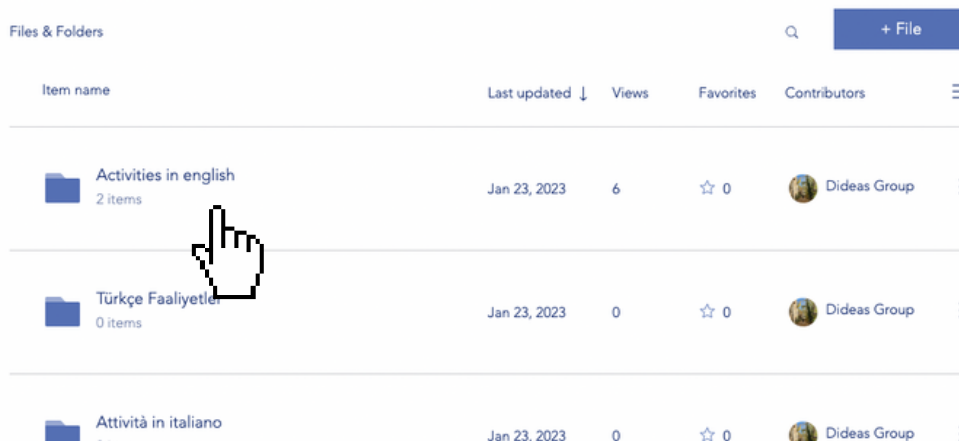 Files & Folders
+ File
Item name
Last updated ↓ Views Favorites Contributors
Activities in english
2 items
Jan 23, 2023 6 0 Dideas Group
Türkçe Faaliyetler
0 items
Jan 23, 2023 0 0 Dideas Group
Attività in italiano
Jan 23, 2023 0 0 Dideas Group